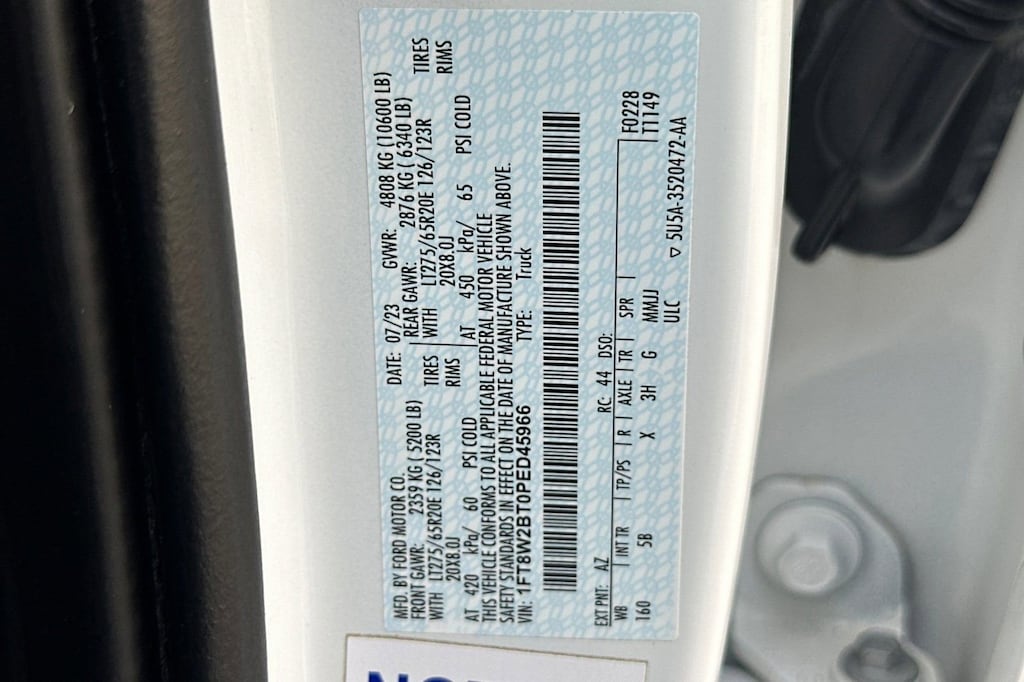 MFD. BY FORD MOTOR CO. DATE: 07/23 GVWR: 4808 KG (10600 LB)
FRONT GAWR: 2359 KG ( 5200 LB) REAR GAWR: 2876 KG ( 6340 LB)
WITH LT275/65R20E 126/123R TIRES WITH LT275/65R20E 126/123R TIRES
20X8.0J RIMS 20X8.0J RIMS
AT 420 kPa/ 60 PSI COLD AT 450 kPa/ 65 PSI COLD
THIS VEHICLE CONFORMS TO ALL APPLICABLE FEDERAL MOTOR VEHICLE
SAFETY STANDARDS IN EFFECT ON THE DATE OF MANUFACTURE SHOWN ABOVE.
VIN: 1FT8W2BT0PED45966 TYPE: Truck
EXT PNT: AZ RC: 44 DSO: F0228
WB INT TR TP/PS R AXLE TR SPR T1149
160 5B X 3H G MMJJ
ULC ▽ 5U5A-3520472-AA